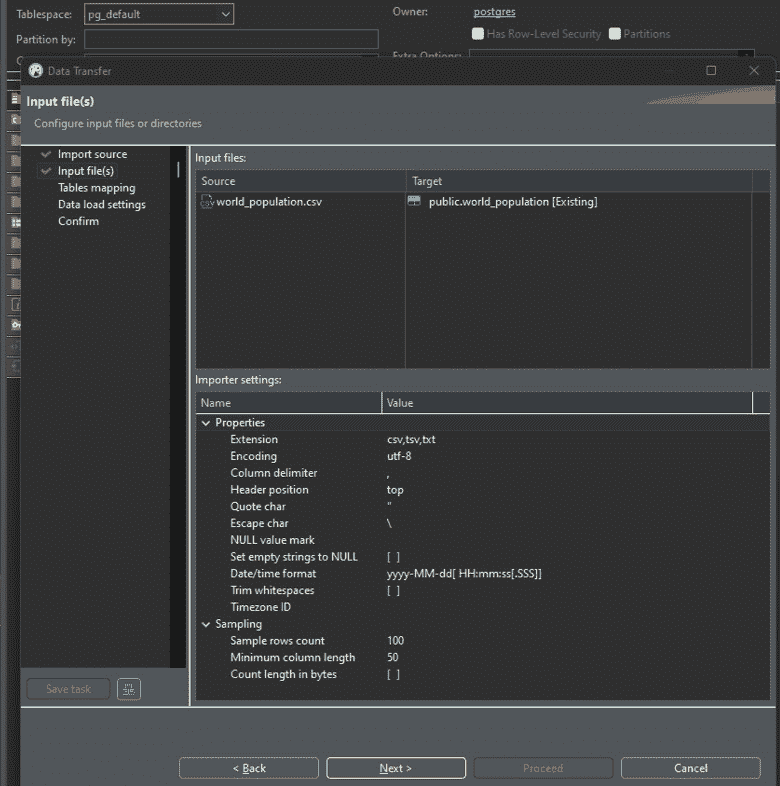 Tablespace: pg_default
Owner: postgres
Partition by:
Has Row-Level Security Partitions
Extra Options:
Data Transfer
Input file(s)
Configure input files or directories
Import source
Input file(s)
Tables mapping
Data load settings
Confirm
Input files:
Source Target
world_population.csv public.world_population [Existing]
Importer settings:
Name Value
Properties
Extension csv,tsv,txt
Encoding utf-8
Column delimiter ,
Header position top
Quote char "
Escape char \
NULL value mark
Set empty strings to NULL [ ]
Date/time format yyyy-MM-dd[ HH:mm:ss[.SSS]]
Trim whitespaces [ ]
Timezone ID
Sampling
Sample rows count 100
Minimum column length 50
Count length in bytes [ ]
Save task
< Back Next > Proceed Cancel